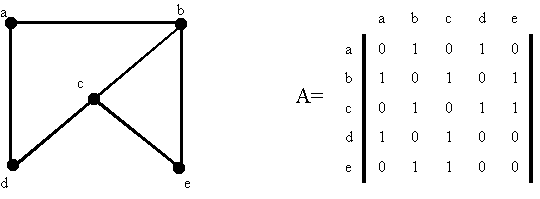 a
b
c
d
e
A=
a b c d e
a 0 1 0 1 0
b 1 0 1 0 1
c 0 1 0 1 1
d 1 0 1 0 0
e 0 1 1 0 0